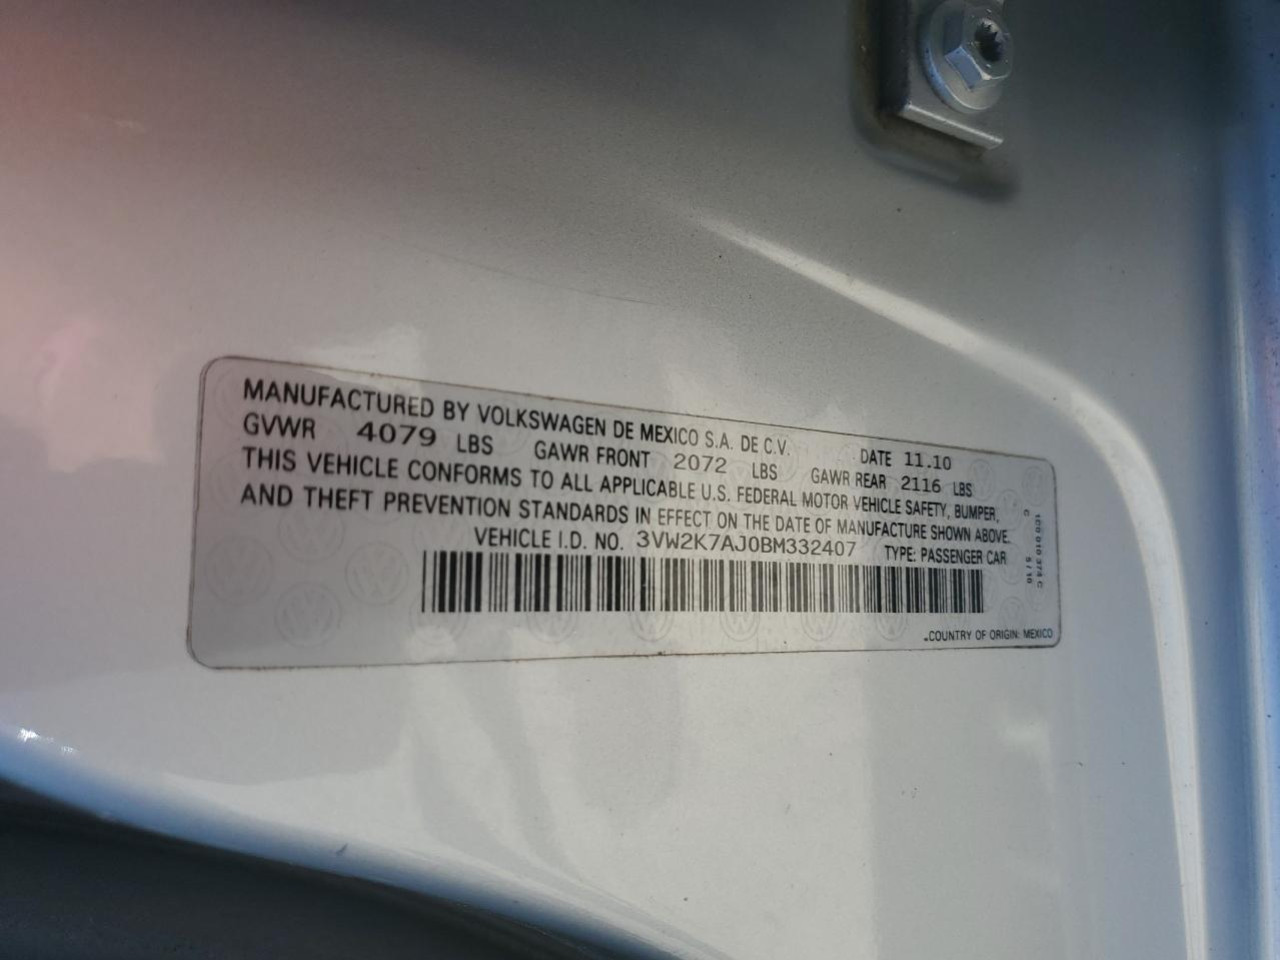 MANUFACTURED BY VOLKSWAGEN DE MEXICO S.A. DE C.V. DATE 11.10
GVWR 4079 LBS GAWR FRONT 2072 LBS GAWR REAR 2116 LBS
THIS VEHICLE CONFORMS TO ALL APPLICABLE U.S. FEDERAL MOTOR VEHICLE SAFETY, BUMPER,
AND THEFT PREVENTION STANDARDS IN EFFECT ON THE DATE OF MANUFACTURE SHOWN ABOVE.
VEHICLE I.D. NO. 3VW2K7AJ0BM332407 TYPE: PASSENGER CAR
COUNTRY OF ORIGIN: MEXICO
C 5/10